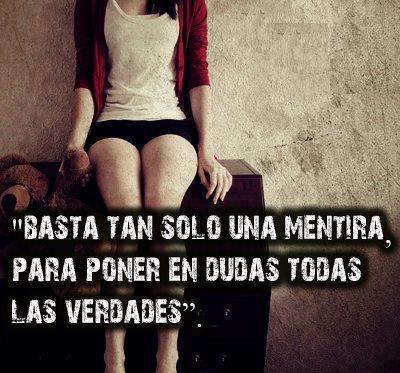 "BASTA TAN SOLO UNA MENTIRA,
PARA PONER EN DUDAS TODAS
LAS VERDADES”.